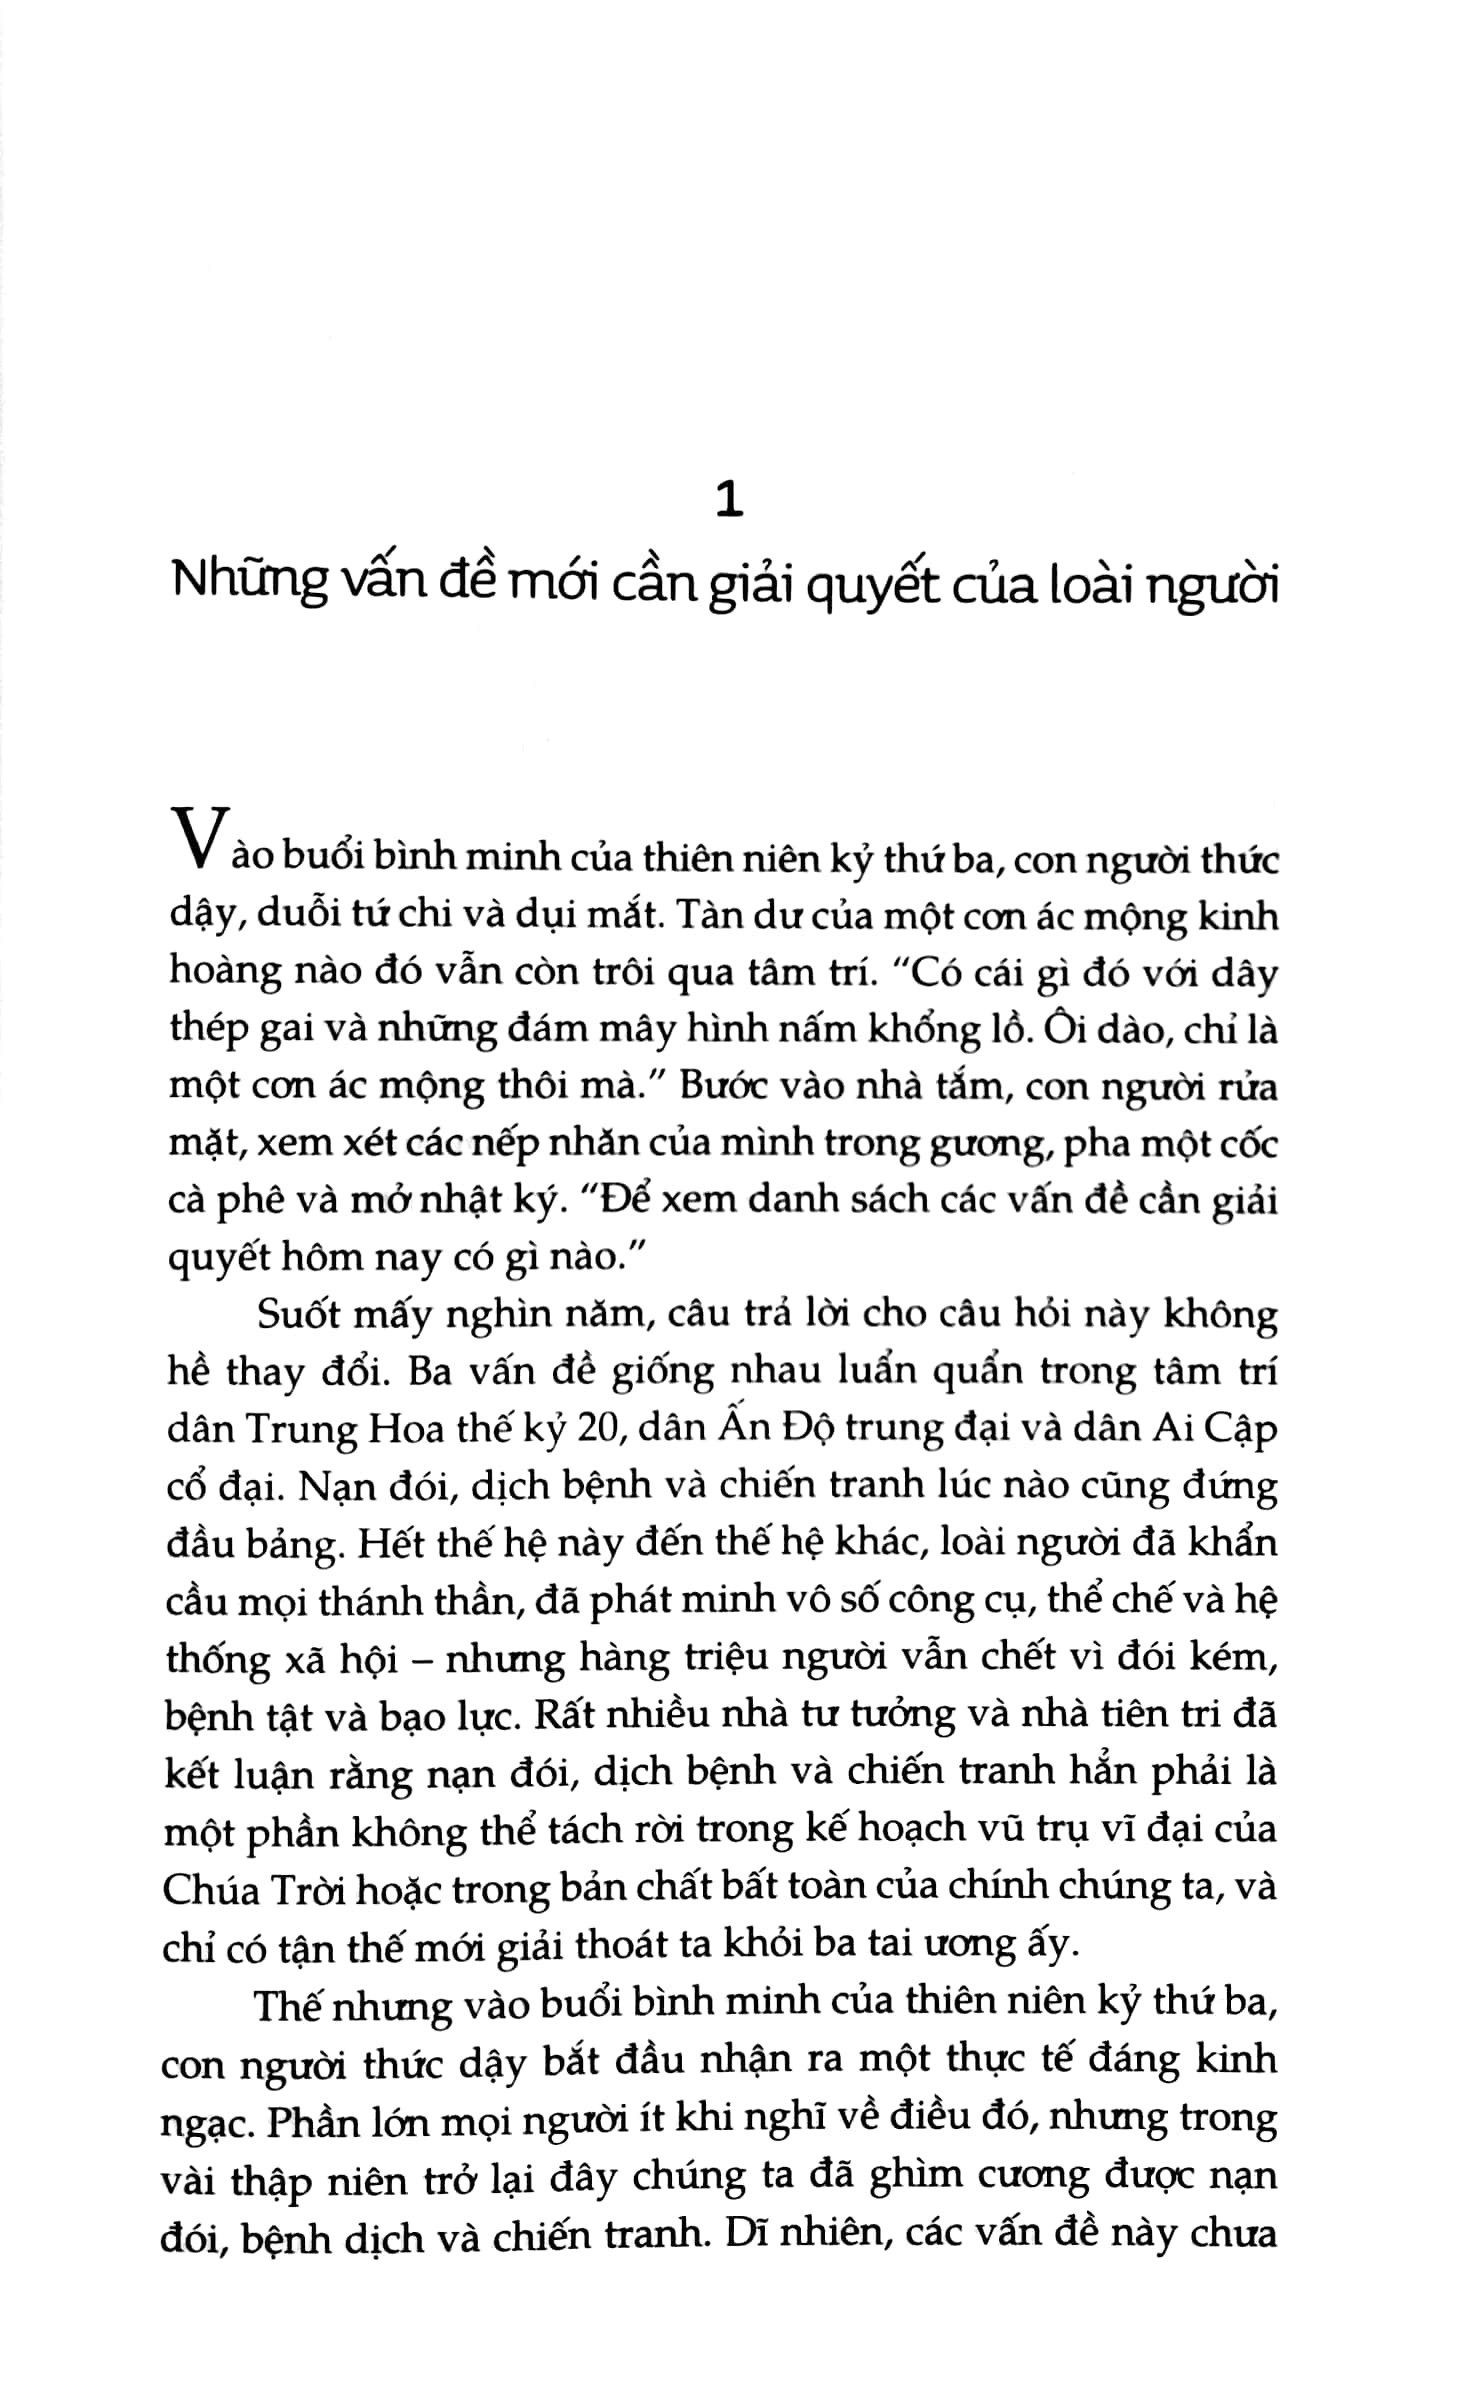 1
Những vấn đề mới cần giải quyết của loài người
Vào buổi bình minh của thiên niên kỷ thứ ba, con người thức
dậy, duỗi tứ chi và dụi mắt. Tàn dư của một cơn ác mộng kinh
hoàng nào đó vẫn còn trôi qua tâm trí. “Có cái gì đó với dây
thép gai và những đám mây hình nấm khổng lồ. Ôi dào, chỉ là
một cơn ác mộng thôi mà.” Bước vào nhà tắm, con người rửa
mặt, xem xét các nếp nhăn của mình trong gương, pha một cốc
cà phê và mở nhật ký. “Để xem danh sách các vấn đề cần giải
quyết hôm nay có gì nào.”
Suốt mấy nghìn năm, câu trả lời cho câu hỏi này không
hề thay đổi. Ba vấn đề giống nhau luẩn quẩn trong tâm trí
dân Trung Hoa thế kỷ 20, dân Ấn Độ trung đại và dân Ai Cập
cổ đại. Nạn đói, dịch bệnh và chiến tranh lúc nào cũng đứng
đầu bảng. Hết thế hệ này đến thế hệ khác, loài người đã khẩn
cầu mọi thánh thần, đã phát minh vô số công cụ, thể chế và hệ
thống xã hội – nhưng hàng triệu người vẫn chết vì đói kém,
bệnh tật và bạo lực. Rất nhiều nhà tư tưởng và nhà tiên tri đã
kết luận rằng nạn đói, dịch bệnh và chiến tranh hẳn phải là
một phần không thể tách rời trong kế hoạch vũ trụ vĩ đại của
Chúa Trời hoặc trong bản chất bất toàn của chính chúng ta, và
chỉ có tận thế mới giải thoát ta khỏi ba tai ương ấy.
Thế nhưng vào buổi bình minh của thiên niên kỷ thứ ba,
con người thức dậy bắt đầu nhận ra một thực tế đáng kinh
ngạc. Phần lớn mọi người ít khi nghĩ về điều đó, nhưng trong
vài thập niên trở lại đây chúng ta đã ghìm cương được nạn
đói, bệnh dịch và chiến tranh. Dĩ nhiên, các vấn đề này chưa